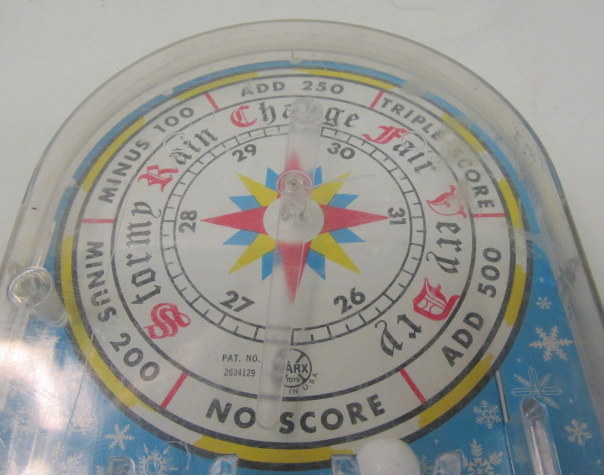 MINUS 200
MINUS 100
ADD 250
TRIPLE SCORE
ADD 500
NO SCORE
Stormy Rain Change Fair Very Dry
28
29
30
31
27
26
PAT. NO.
2634129
MARX
TOYS
IN U.S.A.